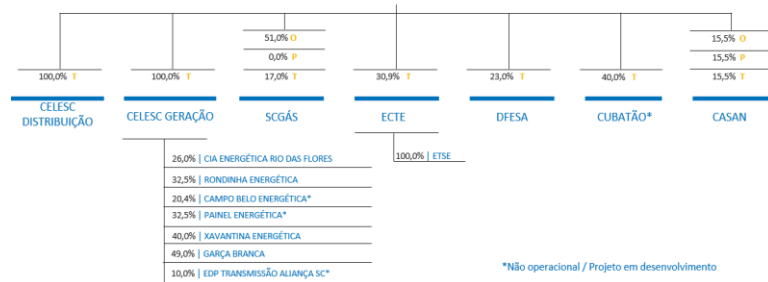 51,0% O
0,0% P
15,5% O
15,5% P
100,0% T
100,0% T
17,0% T
30,9% T
23,0% T
40,0% T
15,5% T
CELESC DISTRIBUIÇÃO
CELESC GERAÇÃO
SCGÁS
ECTE
DFESA
CUBATÃO*
CASAN
26,0% | CIA ENERGÉTICA RIO DAS FLORES
100,0% | ETSE
32,5% | RONDINHA ENERGÉTICA
20,4% | CAMPO BELO ENERGÉTICA*
32,5% | PAINEL ENERGÉTICA*
40,0% | XAVANTINA ENERGÉTICA
49,0% | GARÇA BRANCA
10,0% | EDP TRANSMISSÃO ALIANÇA SC*
*Não operacional / Projeto em desenvolvimento